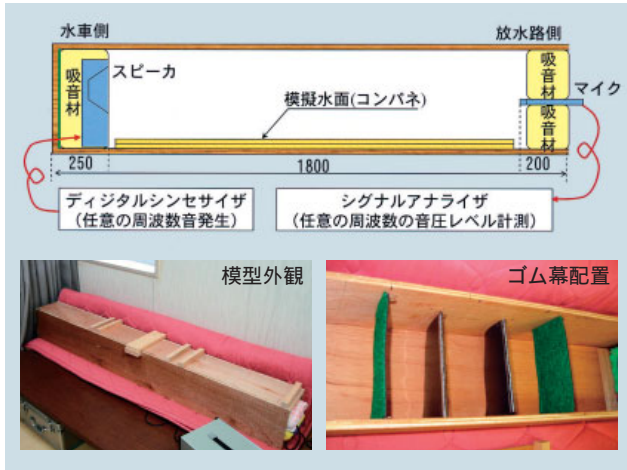 水車側
放水路側
スピーカ
吸音材
吸音材
吸音材
マイク
模擬水面(コンパネ)
250
1800
200
ディジタルシンセサイザ
(任意の周波数音発生)
シグナルアナライザ
(任意の周波数の音圧レベル計測)
模型外観
ゴム幕配置